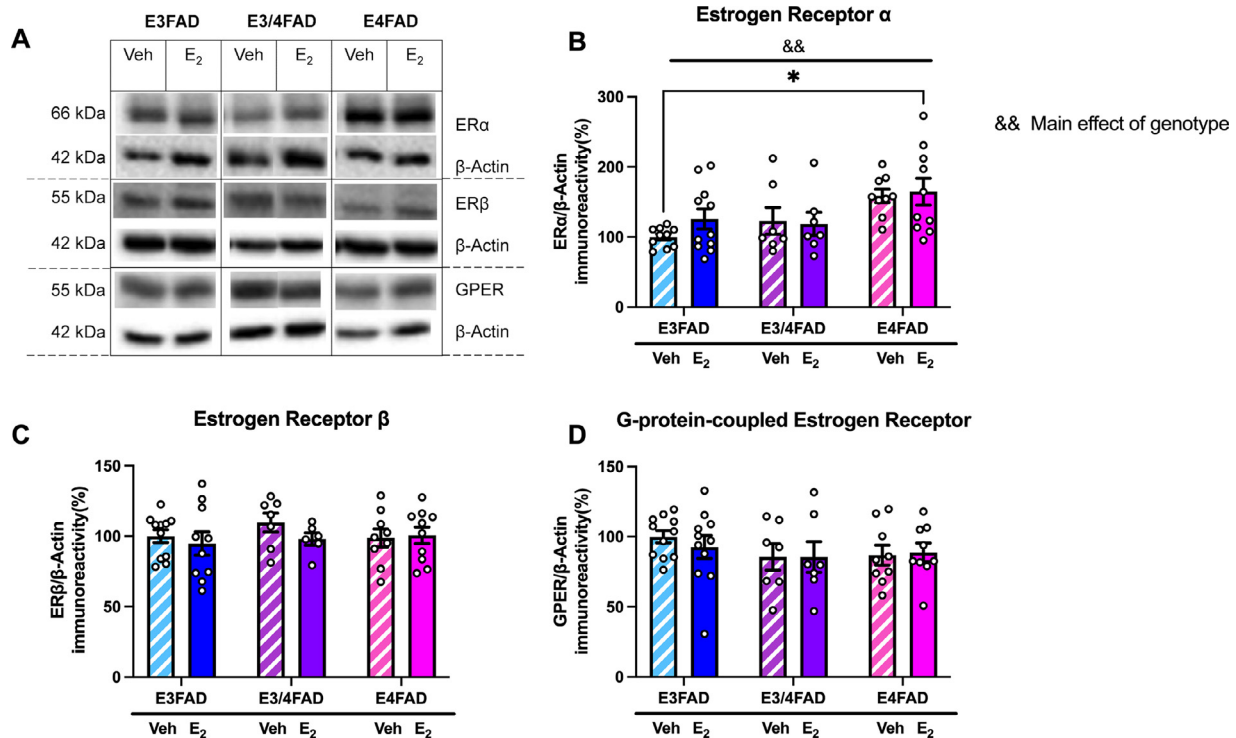 A
E3FAD E3/4FAD E4FAD
Veh E2 Veh E2 Veh E2
66 kDa ERα
42 kDa β-Actin
55 kDa ERβ
42 kDa β-Actin
55 kDa GPER
42 kDa β-Actin
B
Estrogen Receptor α
&&
*
&& Main effect of genotype
ERα/β-Actin
immunoreactivity(%)
300
200
100
0
E3FAD E3/4FAD E4FAD
Veh E2 Veh E2 Veh E2
C
Estrogen Receptor β
ERβ/β-Actin
immunoreactivity(%)
150
100
50
0
E3FAD E3/4FAD E4FAD
Veh E2 Veh E2 Veh E2
D
G-protein-coupled Estrogen Receptor
GPER/β-Actin
immunoreactivity(%)
150
100
50
0
E3FAD E3/4FAD E4FAD
Veh E2 Veh E2 Veh E2